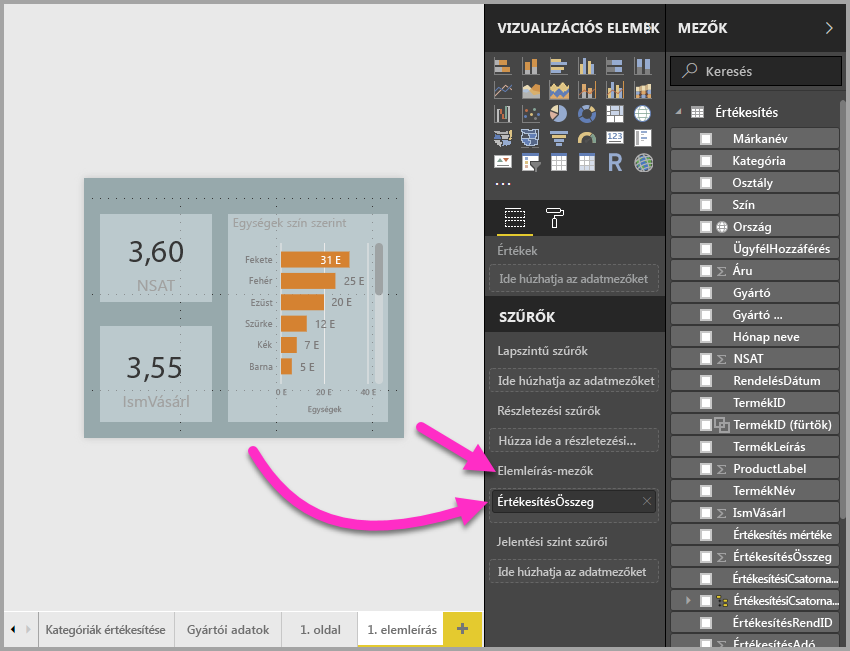 VIZUALIZÁCIÓS ELEMEK
MEZŐK
Keresés
Értékesítés
Márkanév
Kategória
Osztály
Szín
Ország
ÜgyfélHozzáférés
Áru
Gyártó
Gyártó ...
Hónap neve
NSAT
RendelésDátum
TermékID
TermékID (fürtök)
TermékLeírás
ProductLabel
TermékNév
IsmVásárl
Értékesítés mértéke
ÉrtékesítésÖsszeg
ÉrtékesítésiCsatorna...
ÉrtékesítésiCsatorna...
ÉrtékesítésRendID
ÉrtékesítésAdó
123
R
Értékek
Ide húzhatja az adatmezőket
SZŰRŐK
Lapszintű szűrők
Ide húzhatja az adatmezőket
Részletezési szűrők
Húzza ide a részletezési...
Elemleírás-mezők
ÉrtékesítésÖsszeg
Jelentési szint szűrői
Ide húzhatja az adatmezőket
3,60
NSAT
3,55
IsmVásárl
Egységek szín szerint
Fekete 31 E
Fehér 25 E
Ezüst 20 E
Szürke 12 E
Kék 7 E
Barna 5 E
0 E 20 E 40 E
Egységek
Kategóriák értékesítése
Gyártói adatok
1. oldal
1. elemleírás
+